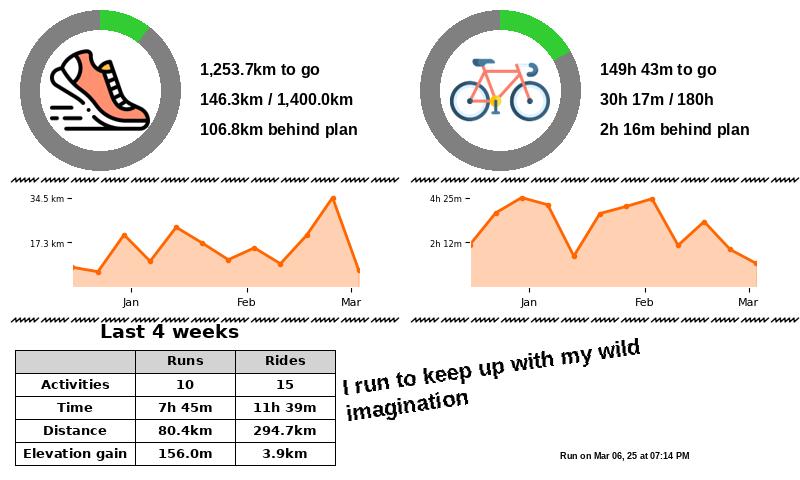 1,253.7km to go
146.3km / 1,400.0km
106.8km behind plan
149h 43m to go
30h 17m / 180h
2h 16m behind plan
34.5 km
17.3 km
Jan Feb Mar
4h 25m
2h 12m
Jan Feb Mar
Last 4 weeks
Runs Rides
Activities 10 15
Time 7h 45m 11h 39m
Distance 80.4km 294.7km
Elevation gain 156.0m 3.9km
I run to keep up with my wild
imagination
Run on Mar 06, 25 at 07:14 PM